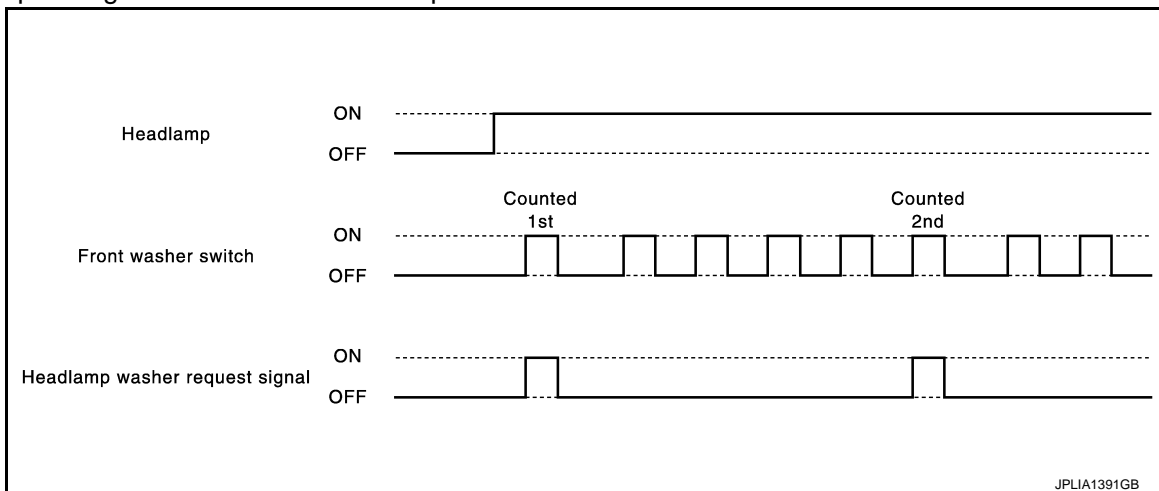 ON
Headlamp
OFF
Counted
1st
Counted
2nd
ON
Front washer switch
OFF
ON
Headlamp washer request signal
OFF
JPLIA1391GB